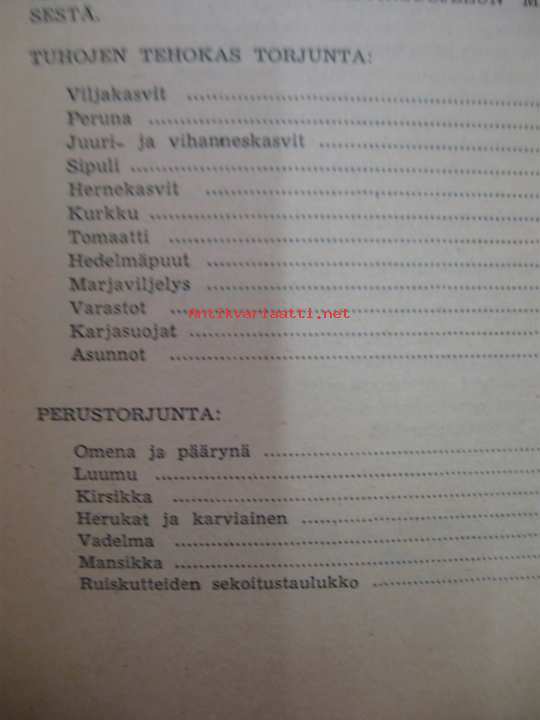 SESTÄ.
TUHOJEN TEHOKAS TORJUNTA:
Viljakasvit
Peruna
Juuri- ja vihanneskasvit
Sipuli
Hernekasvit
Kurkku
Tomaatti
Hedelmäpuut
Marjaviljelys
Varastot
Antikvariaatti.net
Karjasuojat
Asunnot
PERUSTORJUNTA:
Omena ja päärynä
Luumu
Kirsikka
Herukat ja karviainen
Vadelma
Mansikka
Ruiskutteiden sekoitustaulukko